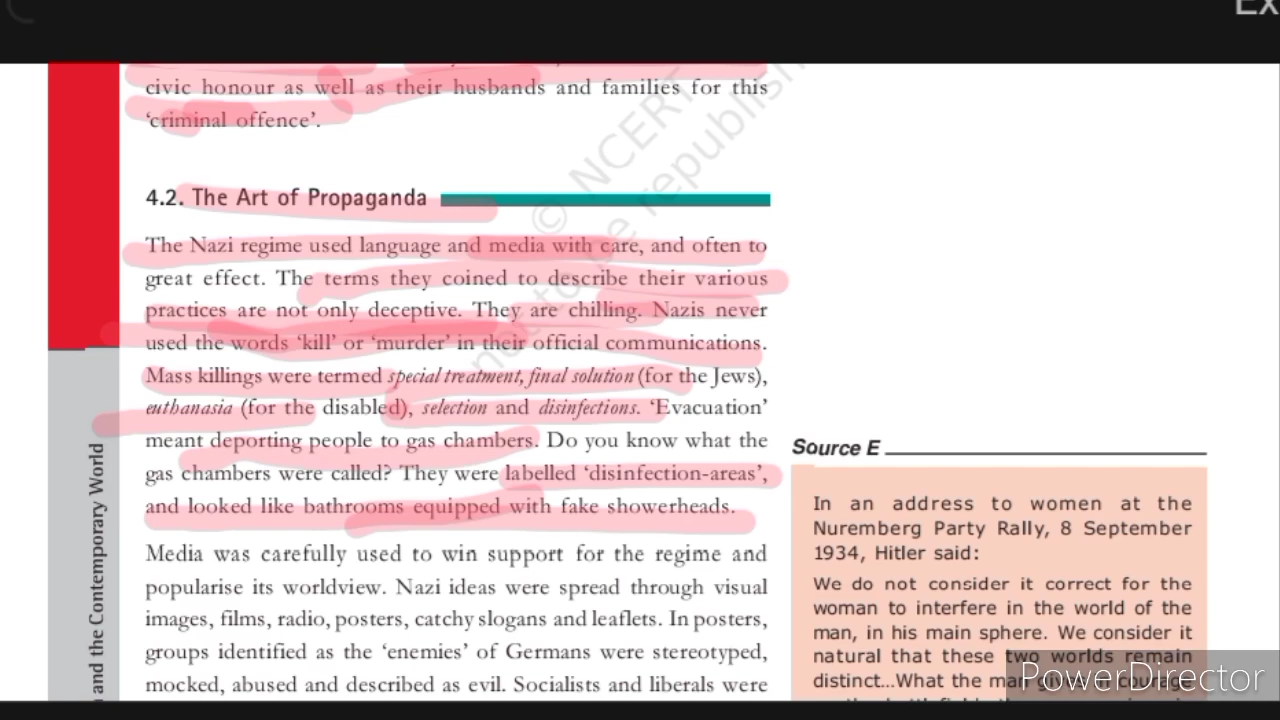 Ex
civic honour as well as their husbands and families for this
‘criminal offence’.
© NCERT
not to be republish
4.2. The Art of Propaganda
The Nazi regime used language and media with care, and often to
great effect. The terms they coined to describe their various
practices are not only deceptive. They are chilling. Nazis never
used the words ‘kill’ or ‘murder’ in their official communications.
Mass killings were termed special treatment, final solution (for the Jews),
euthanasia (for the disabled), selection and disinfections. ‘Evacuation’
meant deporting people to gas chambers. Do you know what the
gas chambers were called? They were labelled ‘disinfection-areas’,
and looked like bathrooms equipped with fake showerheads.
Media was carefully used to win support for the regime and
popularise its worldview. Nazi ideas were spread through visual
images, films, radio, posters, catchy slogans and leaflets. In posters,
groups identified as the ‘enemies’ of Germans were stereotyped,
mocked, abused and described as evil. Socialists and liberals were
and the Contemporary World
Source E
In an address to women at the
Nuremberg Party Rally, 8 September
1934, Hitler said:
We do not consider it correct for the
woman to interfere in the world of the
man, in his main sphere. We consider it
natural that these two worlds remain
distinct...What the man gives in courage
PowerDirector